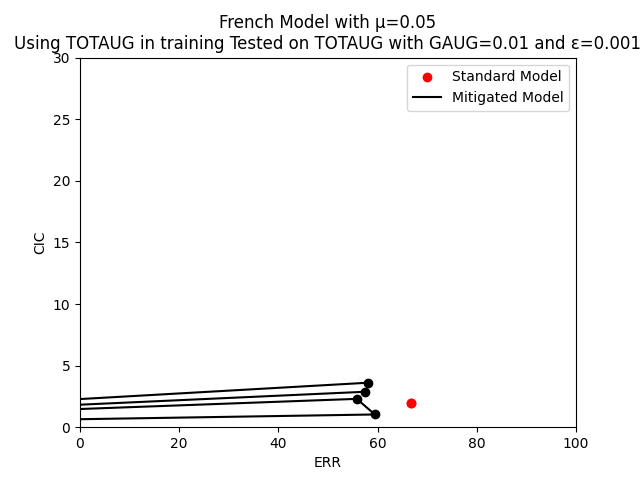 French Model with μ=0.05
Using TOTAUG in training Tested on TOTAUG with GAUG=0.01 and ε=0.001
Standard Model
Mitigated Model
30
25
20
15
10
5
0
CIC
0 20 40 60 80 100
ERR